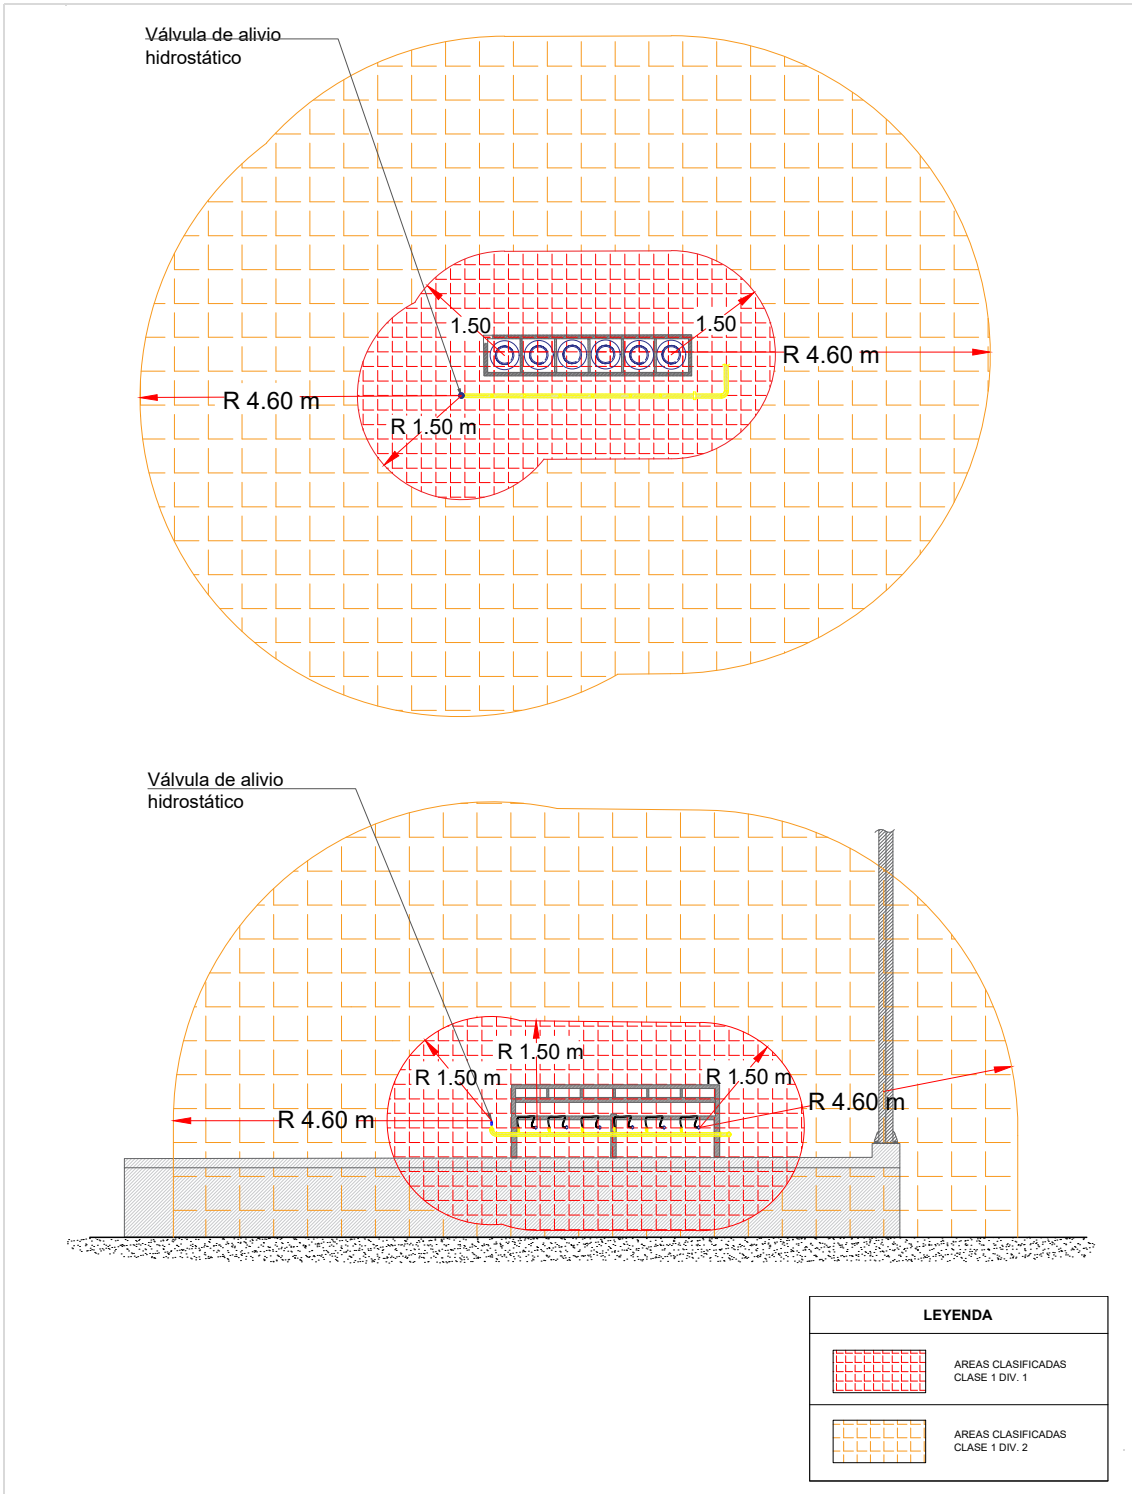 Válvula de alivio
hidrostático
1.50
1.50
R 4.60 m
R 4.60 m
R 1.50 m
Válvula de alivio
hidrostático
R 1.50 m
R 1.50 m
R 1.50 m
R 4.60 m
R 4.60 m
LEYENDA
AREAS CLASIFICADAS
CLASE 1 DIV. 1
AREAS CLASIFICADAS
CLASE 1 DIV. 2